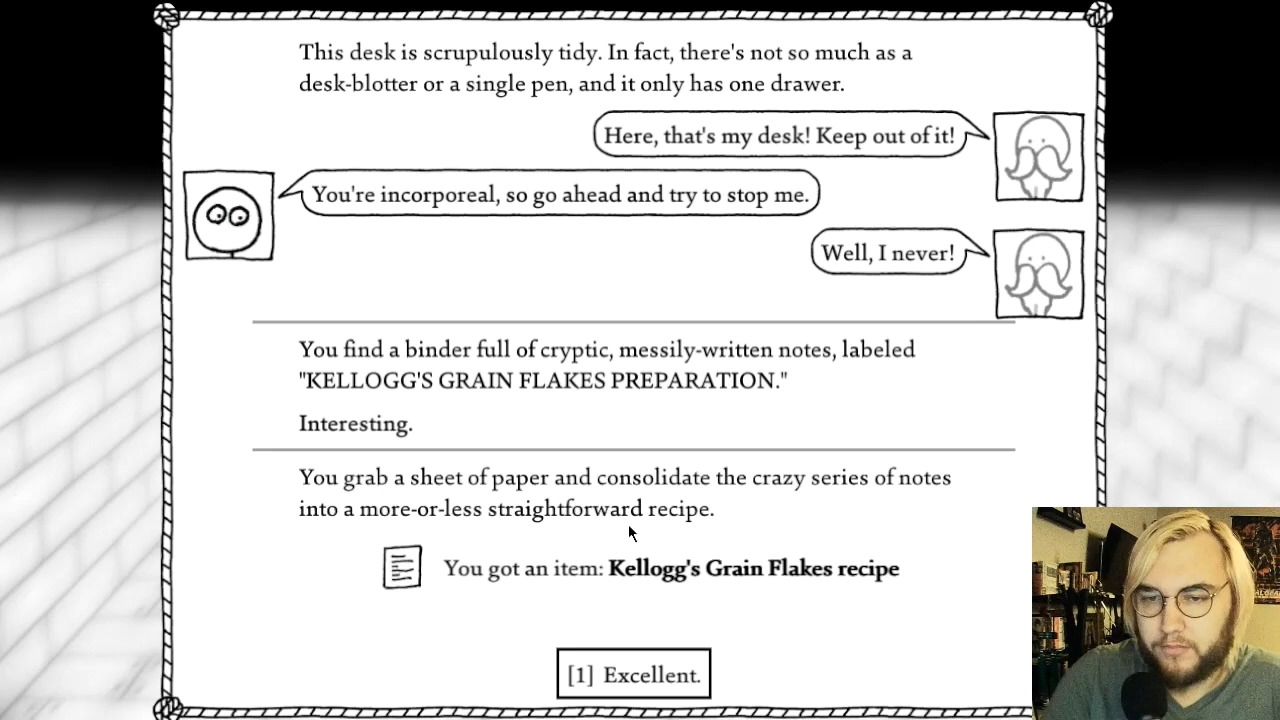 This desk is scrupulously tidy. In fact, there's not so much as a
desk-blotter or a single pen, and it only has one drawer.
Here, that's my desk! Keep out of it!
You're incorporeal, so go ahead and try to stop me.
Well, I never!
You find a binder full of cryptic, messily-written notes, labeled
"KELLOGG'S GRAIN FLAKES PREPARATION."
Interesting.
You grab a sheet of paper and consolidate the crazy series of notes
into a more-or-less straightforward recipe.
You got an item: Kellogg's Grain Flakes recipe
[1] Excellent.